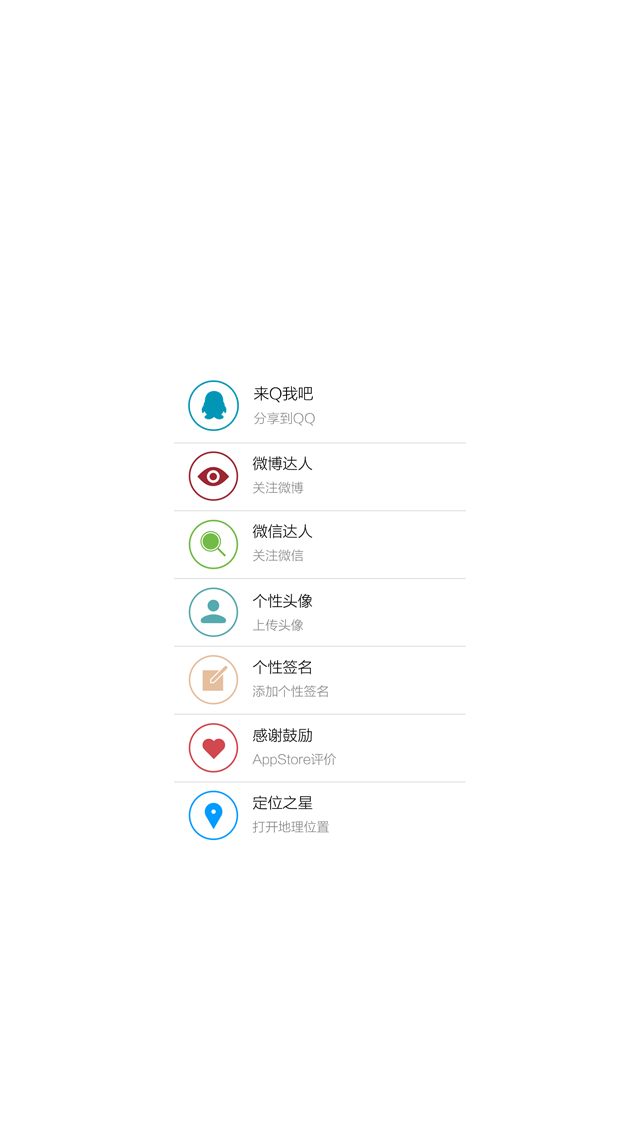 来Q我吧
分享到QQ
微博达人
关注微博
微信达人
关注微信
个性头像
上传头像
个性签名
添加个性签名
感谢鼓励
AppStore评价
定位之星
打开地理位置